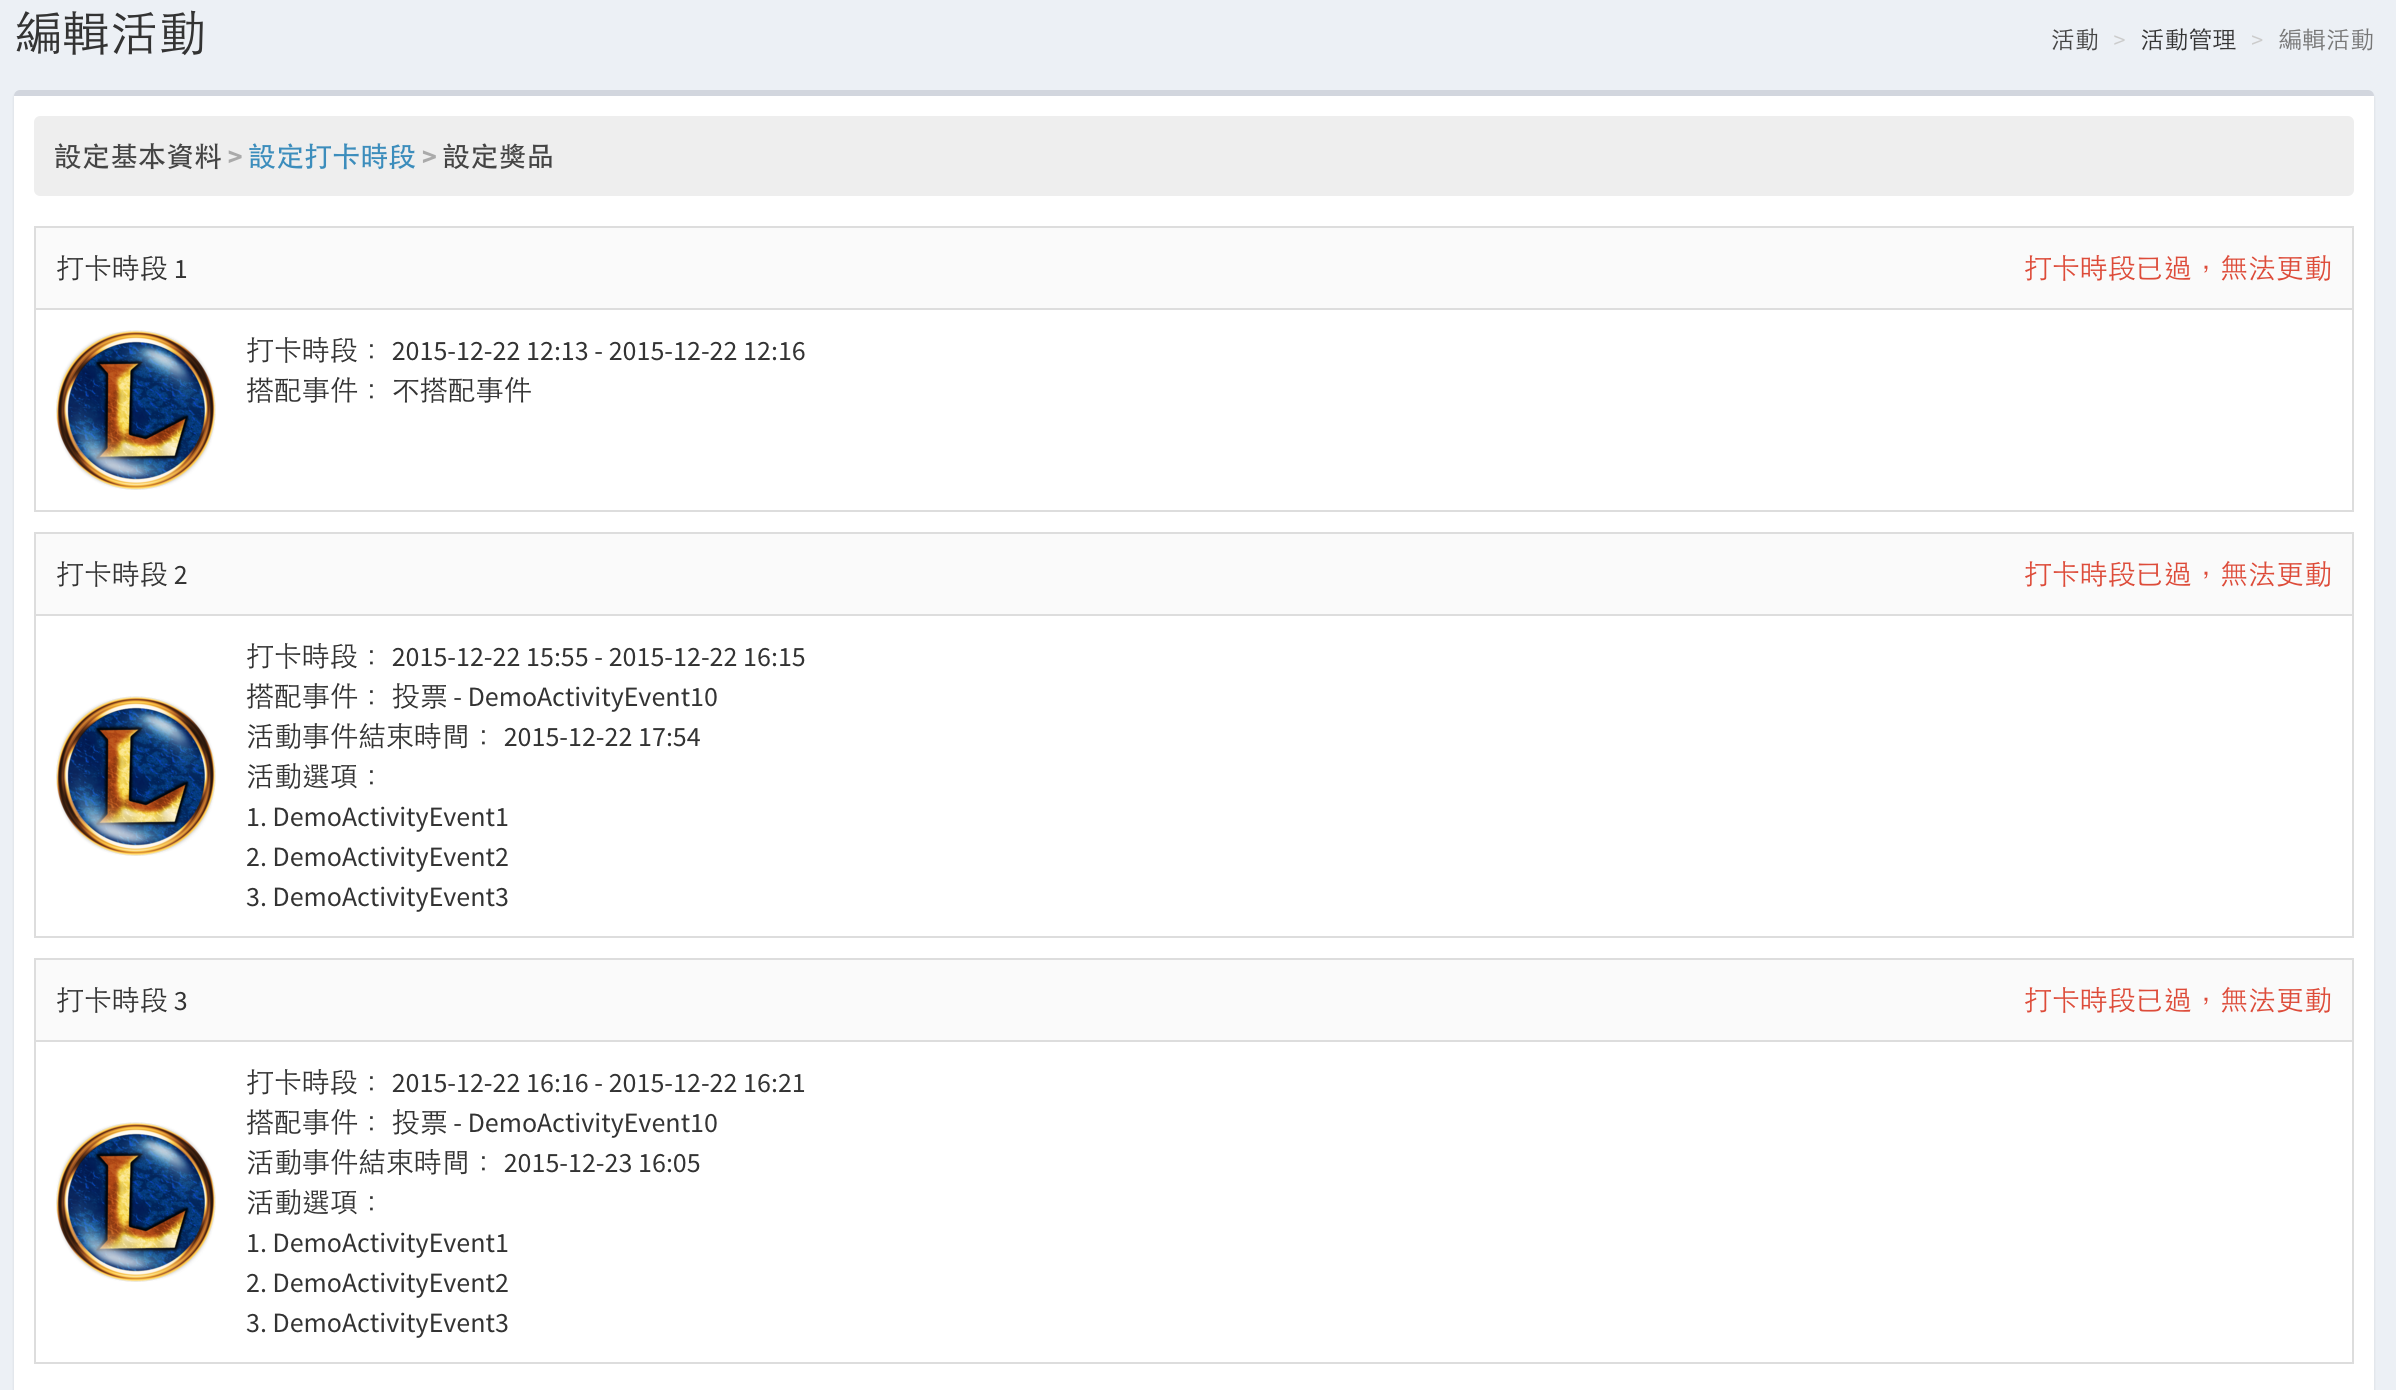 編輯活動
活動 > 活動管理 > 編輯活動
設定基本資料 > 設定打卡時段 > 設定獎品
打卡時段 1
打卡時段已過，無法更動
L
打卡時段： 2015-12-22 12:13 - 2015-12-22 12:16
搭配事件： 不搭配事件
打卡時段 2
打卡時段已過，無法更動
L
打卡時段： 2015-12-22 15:55 - 2015-12-22 16:15
搭配事件： 投票 - DemoActivityEvent10
活動事件結束時間： 2015-12-22 17:54
活動選項：
1. DemoActivityEvent1
2. DemoActivityEvent2
3. DemoActivityEvent3
打卡時段 3
打卡時段已過，無法更動
L
打卡時段： 2015-12-22 16:16 - 2015-12-22 16:21
搭配事件： 投票 - DemoActivityEvent10
活動事件結束時間： 2015-12-23 16:05
活動選項：
1. DemoActivityEvent1
2. DemoActivityEvent2
3. DemoActivityEvent3